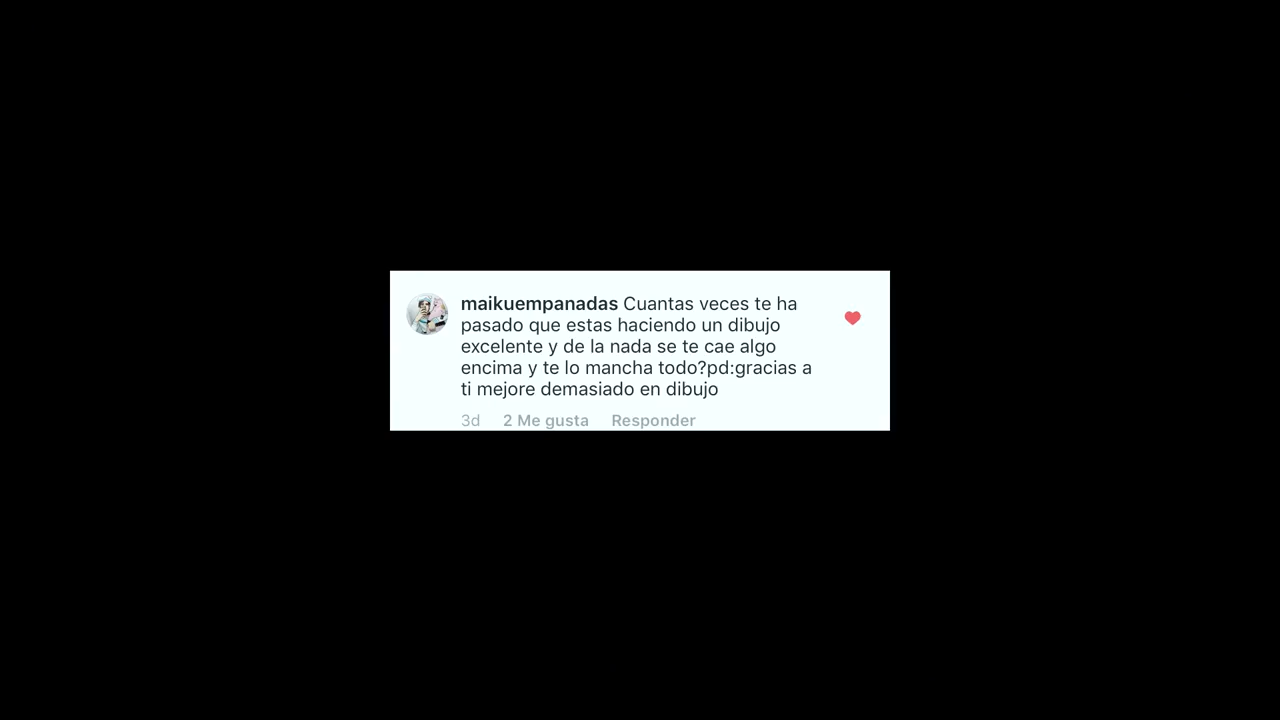 maikuempanadas Cuantas veces te ha
pasado que estas haciendo un dibujo
excelente y de la nada se te cae algo
encima y te lo mancha todo?pd:gracias a
ti mejore demasiado en dibujo
3d 2 Me gusta Responder